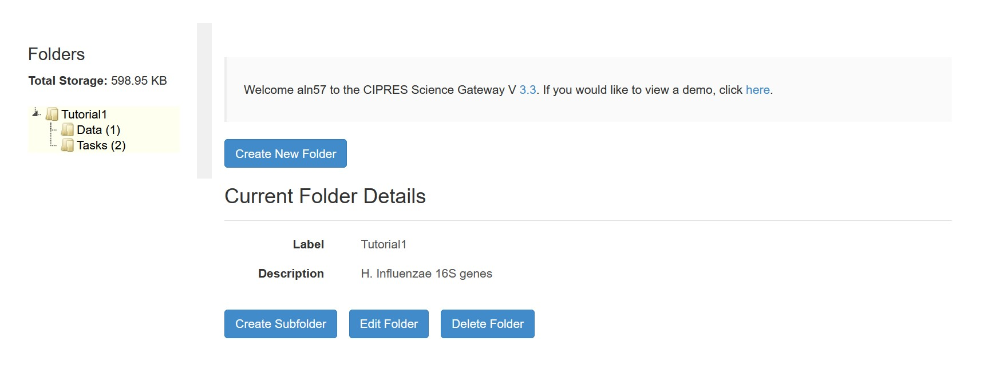 Folders
Total Storage: 598.95 KB
Tutorial1
Data (1)
Tasks (2)
Welcome aln57 to the CIPRES Science Gateway V 3.3. If you would like to view a demo, click here.
Create New Folder
Current Folder Details
Label Tutorial1
Description H. Influenzae 16S genes
Create Subfolder Edit Folder Delete Folder